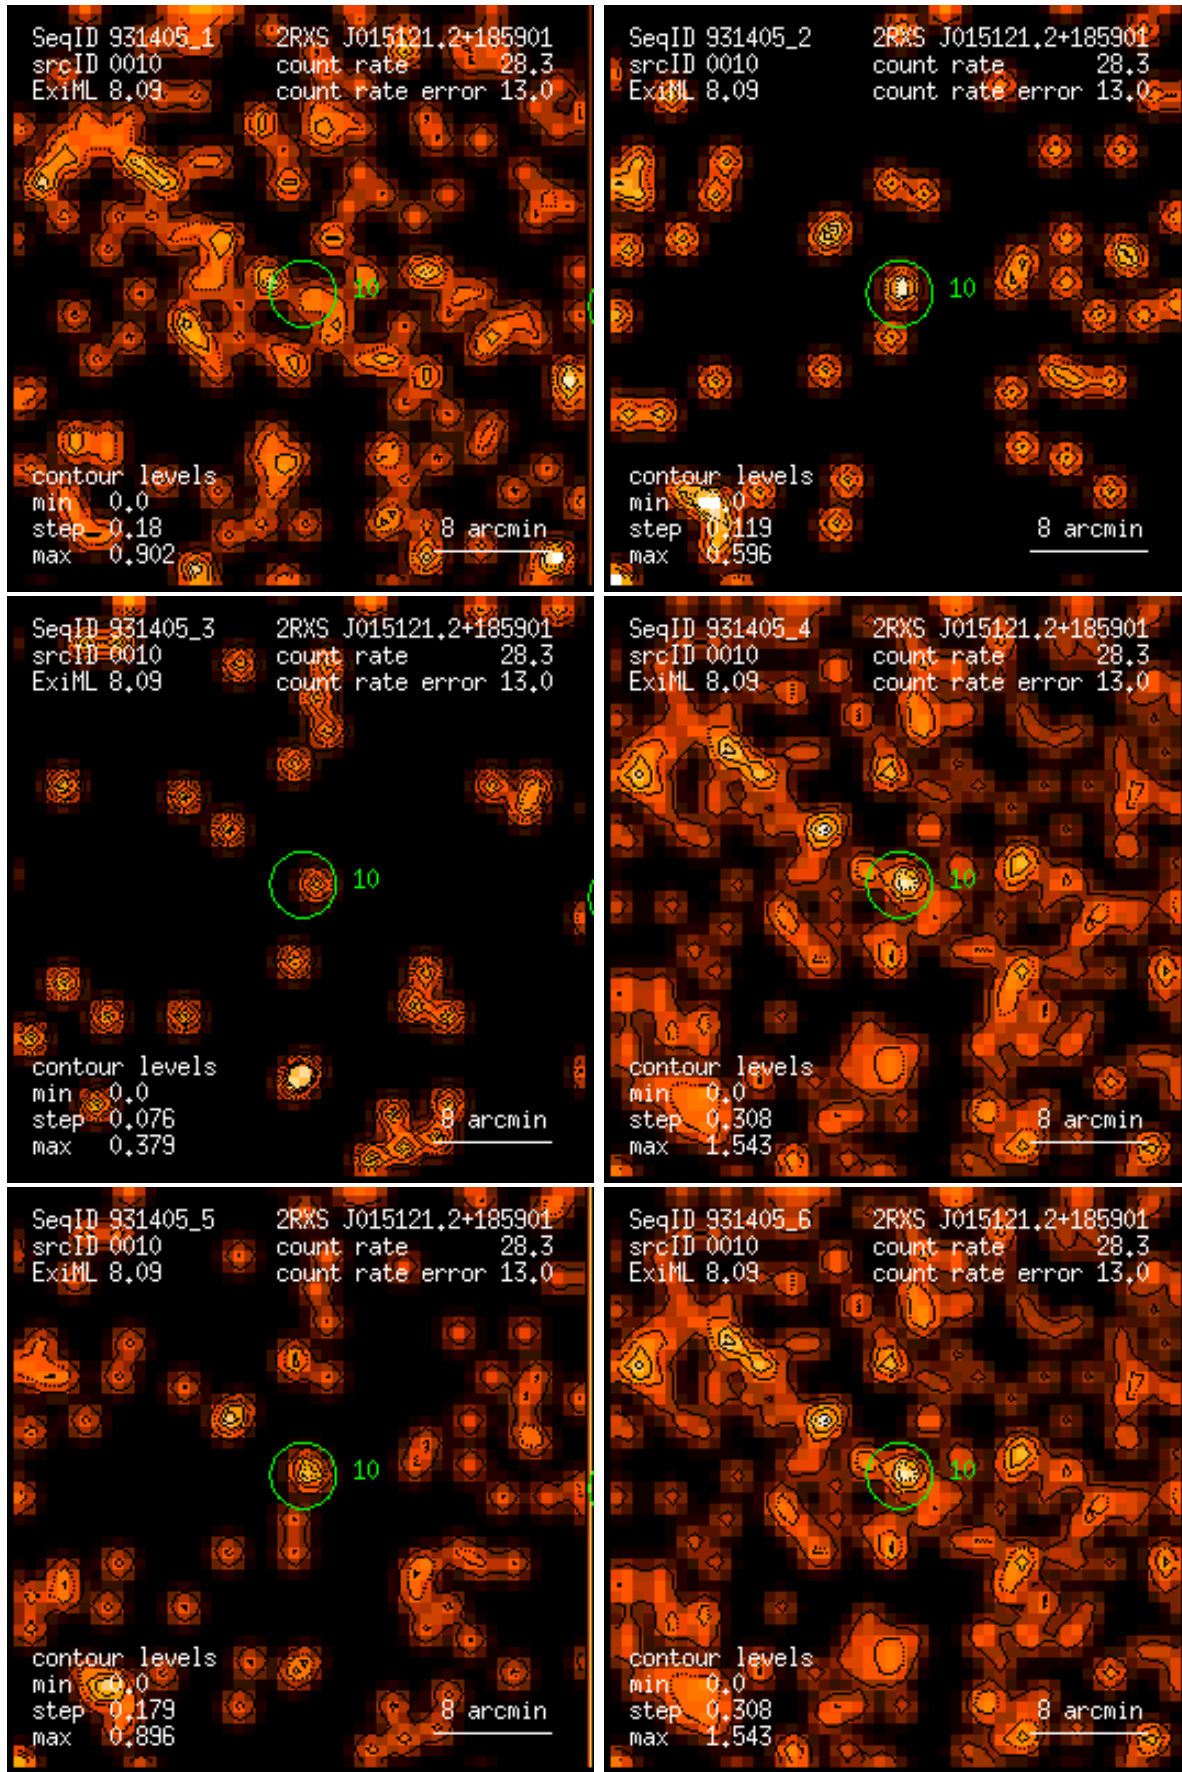 SeqID 931405_1 2RXS J015121.2+185901
srcID 0010 count rate 28.3
ExiML 8.09 count rate error 13.0
10
contour levels
min 0.0
step 0.18 8 arcmin
max 0.902
SeqID 931405_2 2RXS J015121.2+185901
srcID 0010 count rate 28.3
ExiML 8.09 count rate error 13.0
10
contour levels
min 0.0
step 0.119 8 arcmin
max 0.596
SeqID 931405_3 2RXS J015121.2+185901
srcID 0010 count rate 28.3
ExiML 8.09 count rate error 13.0
10
contour levels
min 0.0
step 0.076 8 arcmin
max 0.379
SeqID 931405_4 2RXS J015121.2+185901
srcID 0010 count rate 28.3
ExiML 8.09 count rate error 13.0
10
contour levels
min 0.0
step 0.308 8 arcmin
max 1.543
SeqID 931405_5 2RXS J015121.2+185901
srcID 0010 count rate 28.3
ExiML 8.09 count rate error 13.0
10
contour levels
min 0.0
step 0.179 8 arcmin
max 0.896
SeqID 931405_6 2RXS J015121.2+185901
srcID 0010 count rate 28.3
ExiML 8.09 count rate error 13.0
10
contour levels
min 0.0
step 0.308 8 arcmin
max 1.543